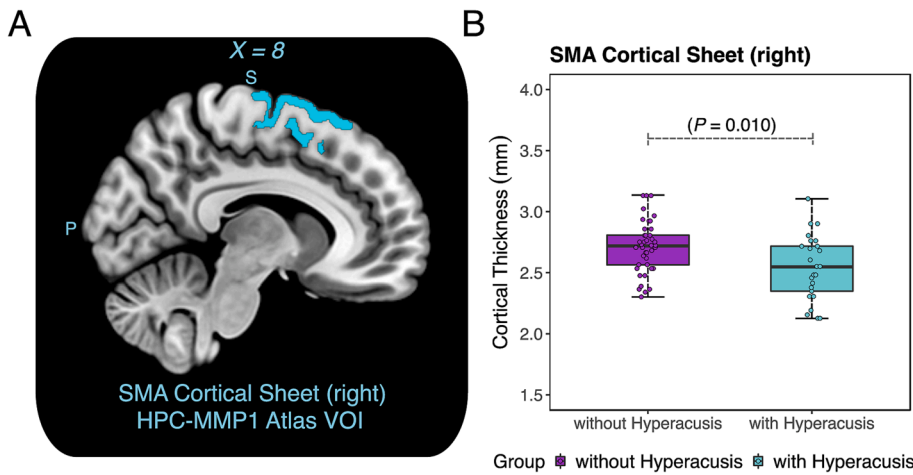 A
X = 8
S
P
SMA Cortical Sheet (right)
HPC-MMP1 Atlas VOI
B
SMA Cortical Sheet (right)
(P = 0.010)
Cortical Thickness (mm)
4.0
3.5
3.0
2.5
2.0
1.5
without Hyperacusis
with Hyperacusis
Group without Hyperacusis with Hyperacusis